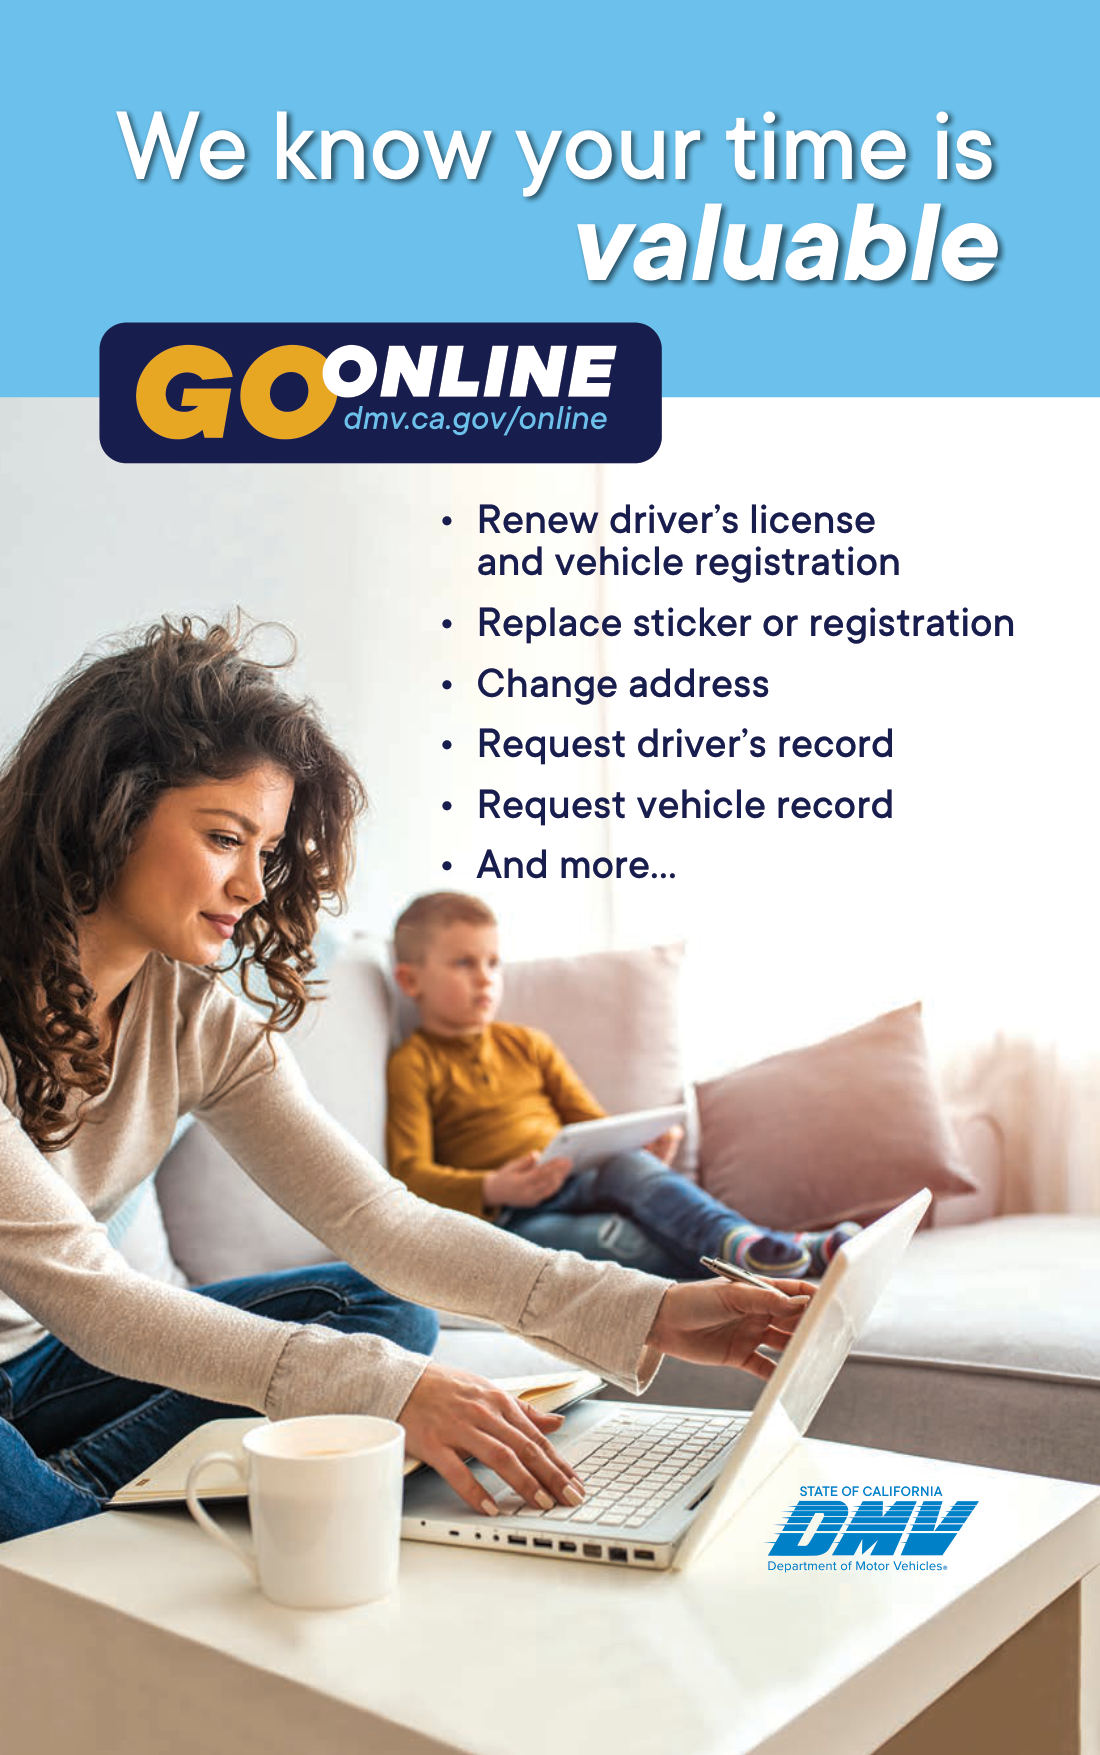 We know your time is
valuable
GO ONLINE
dmv.ca.gov/online
• Renew driver’s license
and vehicle registration
• Replace sticker or registration
• Change address
• Request driver’s record
• Request vehicle record
• And more...
STATE OF CALIFORNIA
DMV
Department of Motor Vehicles®